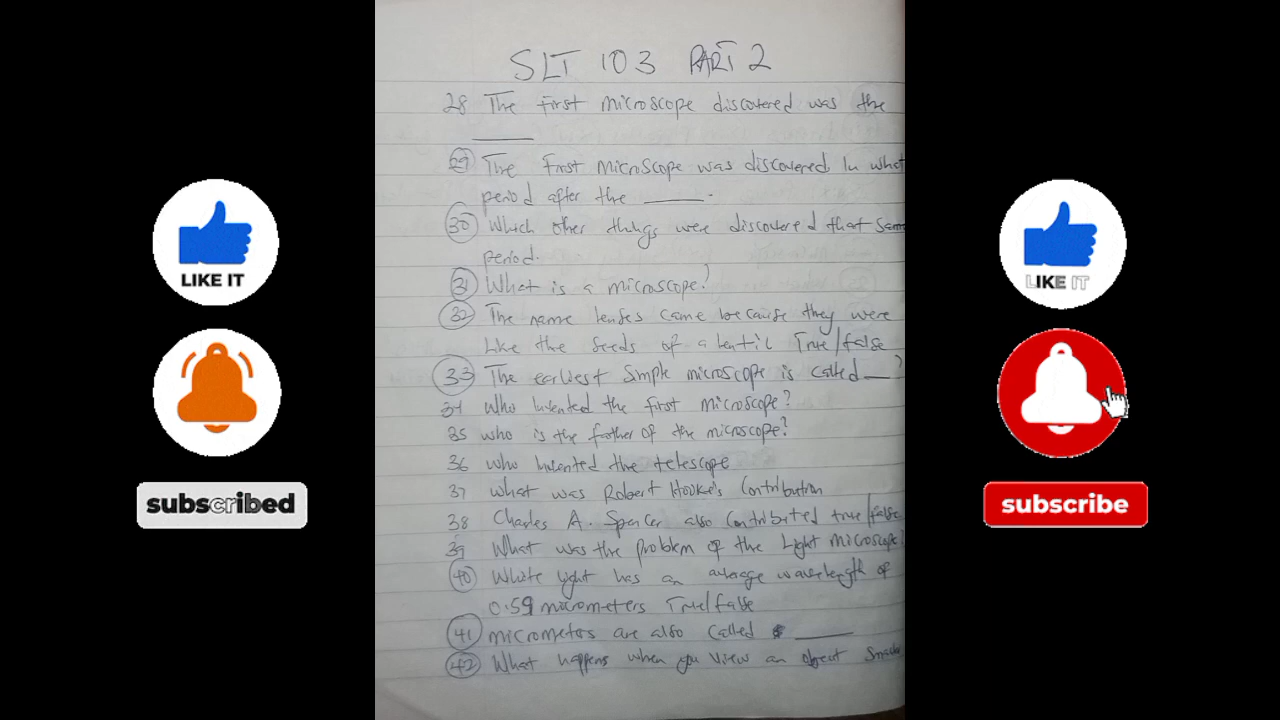 SLT 103 PART 2
28 The first microscope discovered was the
29 The first microscope was discovered in what
period after the
30 Which other things were discovered that same
period.
31 What is a microscope?
32 The name lenses came because they were
Like the seeds of a lentil True/false
33 The earliest simple microscope is called ?
34 Who invented the first microscope?
35 who is the father of the microscope?
36 who invented the telescope
37 what was Robert Hooke's Contribution
38 Charles A. Spencer also contributed true/false
39 What was the problem of the Light microscope?
40 White light has an average wavelength of
0.59 micrometers True/false
41 micrometers are also called
42 What happens when you view an object
LIKE IT
subscribed
LIKE IT
subscribe